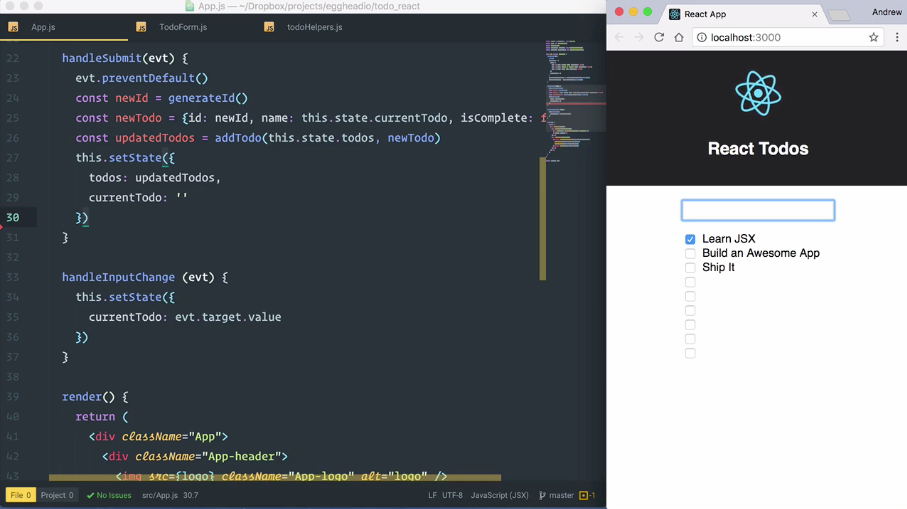 App.js — ~/Dropbox/projects/eggheadio/todo_react
App.js
TodoForm.js
todoHelpers.js
22 handleSubmit(evt) {
23 evt.preventDefault()
24 const newId = generateId()
25 const newTodo = {id: newId, name: this.state.currentTodo, isComplete: f
26 const updatedTodos = addTodo(this.state.todos, newTodo)
27 this.setState({
28 todos: updatedTodos,
29 currentTodo: ''
30 })
31 }
32
33 handleInputChange (evt) {
34 this.setState({
35 currentTodo: evt.target.value
36 })
37 }
38
39 render() {
40 return (
41 <div className="App">
42 <div className="App-header">
43 <img src={logo} className="App-logo" alt="logo" />
File 0 Project 0 No Issues src/App.js 30:7 LF UTF-8 JavaScript (JSX) master -1
React App
Andrew
localhost:3000
React Todos
Learn JSX
Build an Awesome App
Ship It